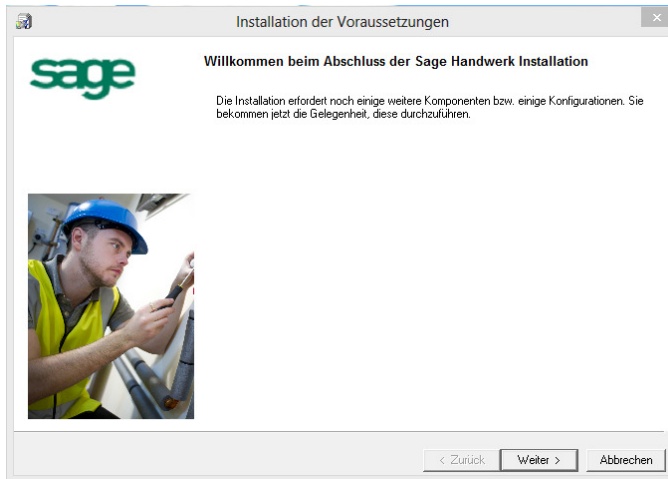 Installation der Voraussetzungen
sage
Willkommen beim Abschluss der Sage Handwerk Installation
Die Installation erfordert noch einige weitere Komponenten bzw. einige Konfigurationen. Sie
bekommen jetzt die Gelegenheit, diese durchzuführen.
< Zurück
Weiter >
Abbrechen